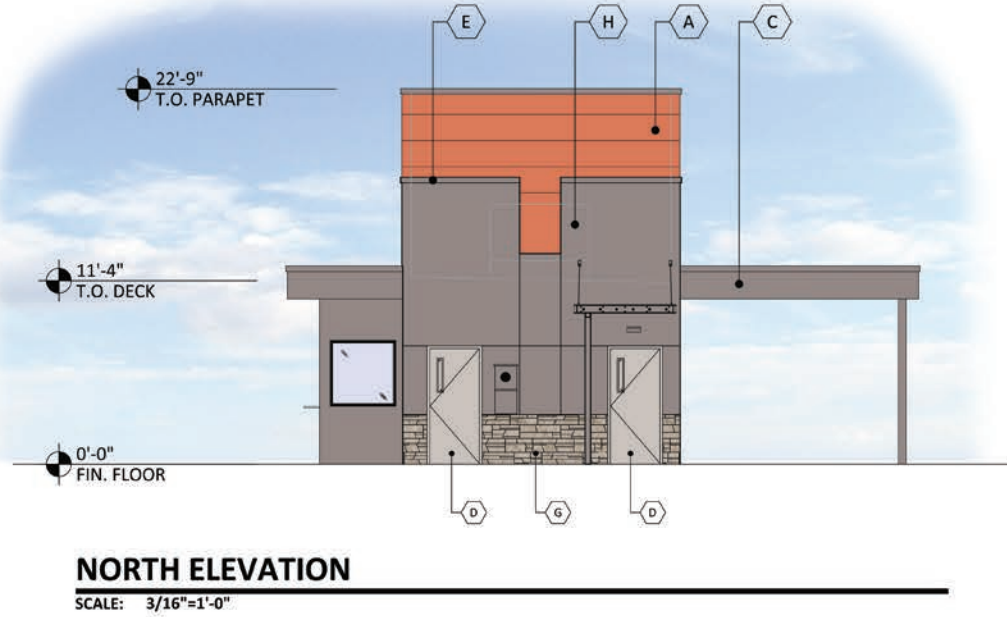 E
H
A
C
22'-9"
T.O. PARAPET
11'-4"
T.O. DECK
0'-0"
FIN. FLOOR
D
G
D
NORTH ELEVATION
SCALE: 3/16"=1'-0"